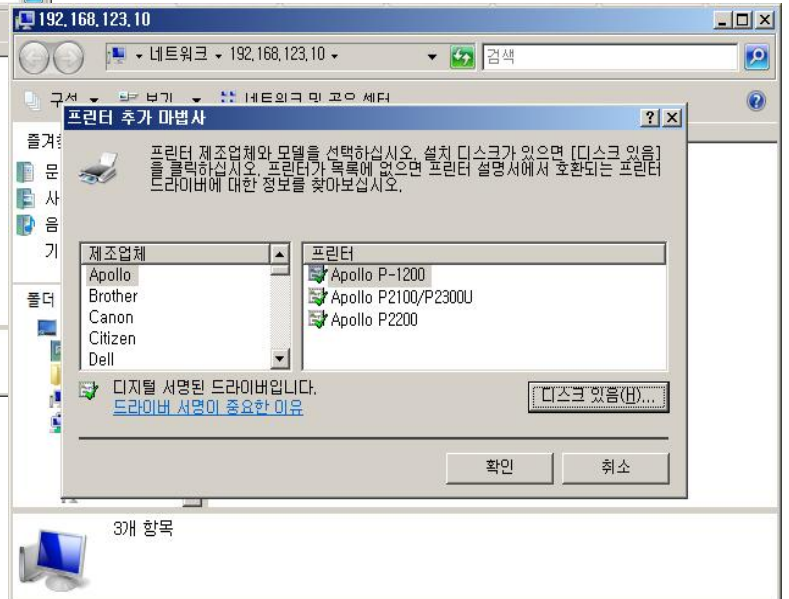 192.168.123.10
네트워크 192.168.123.10 검색
구성 보기 네트워크 및 공유 센터
프린터 추가 마법사
프린터 제조업체와 모델을 선택하십시오. 설치 디스크가 있으면 [디스크 있음]
을 클릭하십시오. 프린터가 목록에 없으면 프린터 설명서에서 호환되는 프린터
드라이버에 대한 정보를 찾아보십시오.
즐겨
문
사
음
기
폴더
제조업체
Apollo
Brother
Canon
Citizen
Dell
프린터
Apollo P-1200
Apollo P2100/P2300U
Apollo P2200
디지털 서명된 드라이버입니다.
드라이버 서명이 중요한 이유
디스크 있음(H)...
확인 취소
3개 항목